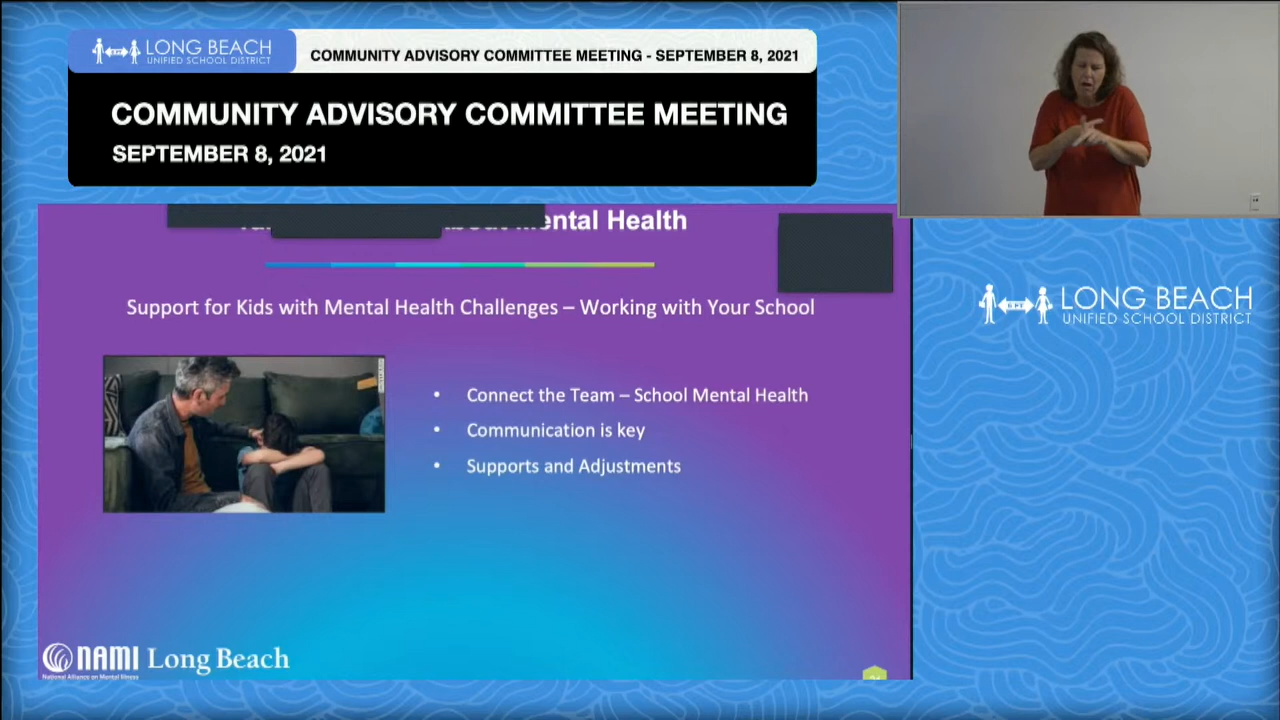 LONG BEACH
UNIFIED SCHOOL DISTRICT
COMMUNITY ADVISORY COMMITTEE MEETING - SEPTEMBER 8, 2021
COMMUNITY ADVISORY COMMITTEE MEETING
SEPTEMBER 8, 2021
Mental Health
Support for Kids with Mental Health Challenges – Working with Your School
• Connect the Team – School Mental Health
• Communication is key
• Supports and Adjustments
NAMI Long Beach
National Alliance on Mental Illness
LONG BEACH
UNIFIED SCHOOL DISTRICT